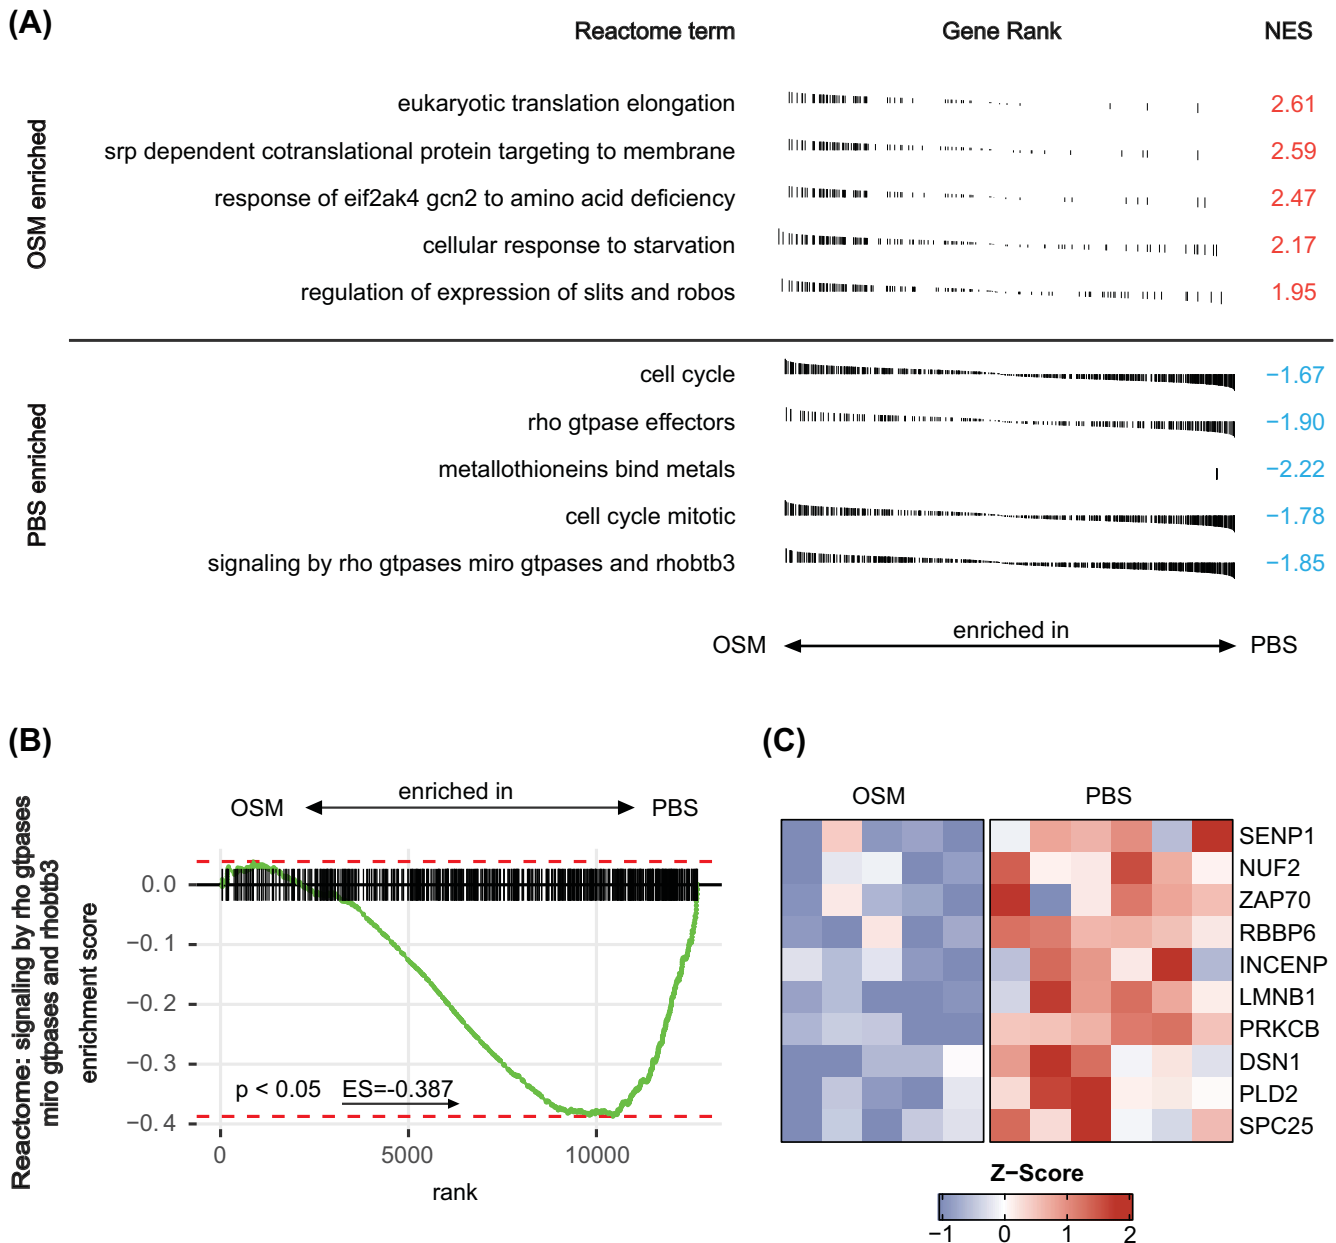 (A)
Reactome term Gene Rank NES
OSM enriched
eukaryotic translation elongation 2.61
srp dependent cotranslational protein targeting to membrane 2.59
response of eif2ak4 gcn2 to amino acid deficiency 2.47
cellular response to starvation 2.17
regulation of expression of slits and robos 1.95
PBS enriched
cell cycle −1.67
rho gtpase effectors −1.90
metallothioneins bind metals −2.22
cell cycle mitotic −1.78
signaling by rho gtpases miro gtpases and rhobtb3 −1.85
OSM enriched in PBS
(B)
Reactome: signaling by rho gtpases
miro gtpases and rhobtb3
enrichment score
OSM enriched in PBS
0.0
−0.1
−0.2
−0.3
−0.4
p < 0.05 ES=-0.387
0 5000 10000
rank
(C)
OSM PBS
SENP1
NUF2
ZAP70
RBBP6
INCENP
LMNB1
PRKCB
DSN1
PLD2
SPC25
Z−Score
−1 0 1 2